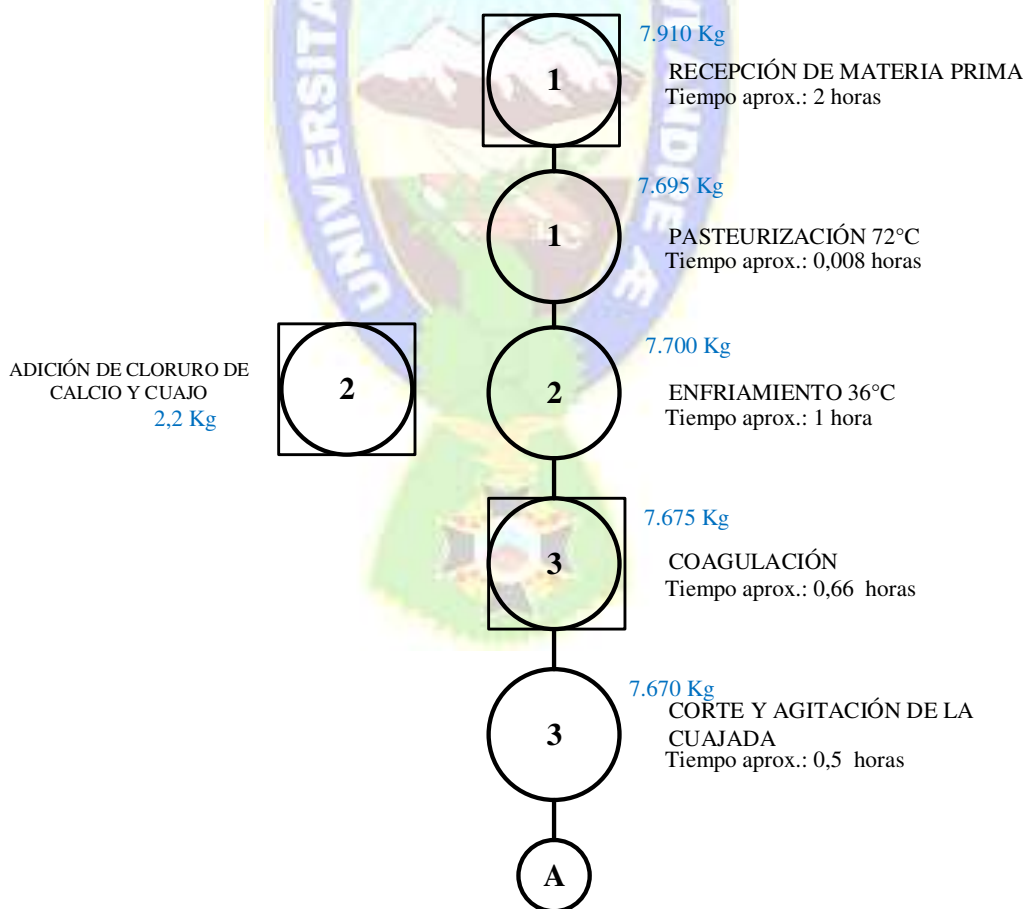 7.910 Kg
1
RECEPCIÓN DE MATERIA PRIMA
Tiempo aprox.: 2 horas
7.695 Kg
1
PASTEURIZACIÓN 72°C
Tiempo aprox.: 0,008 horas
UNIVERSITA
ANDRE
7.700 Kg
ADICIÓN DE CLORURO DE
CALCIO Y CUAJO
2,2 Kg
2
2
ENFRIAMIENTO 36°C
Tiempo aprox.: 1 hora
7.675 Kg
3
COAGULACIÓN
Tiempo aprox.: 0,66 horas
7.670 Kg
3
CORTE Y AGITACIÓN DE LA
CUAJADA
Tiempo aprox.: 0,5 horas
A